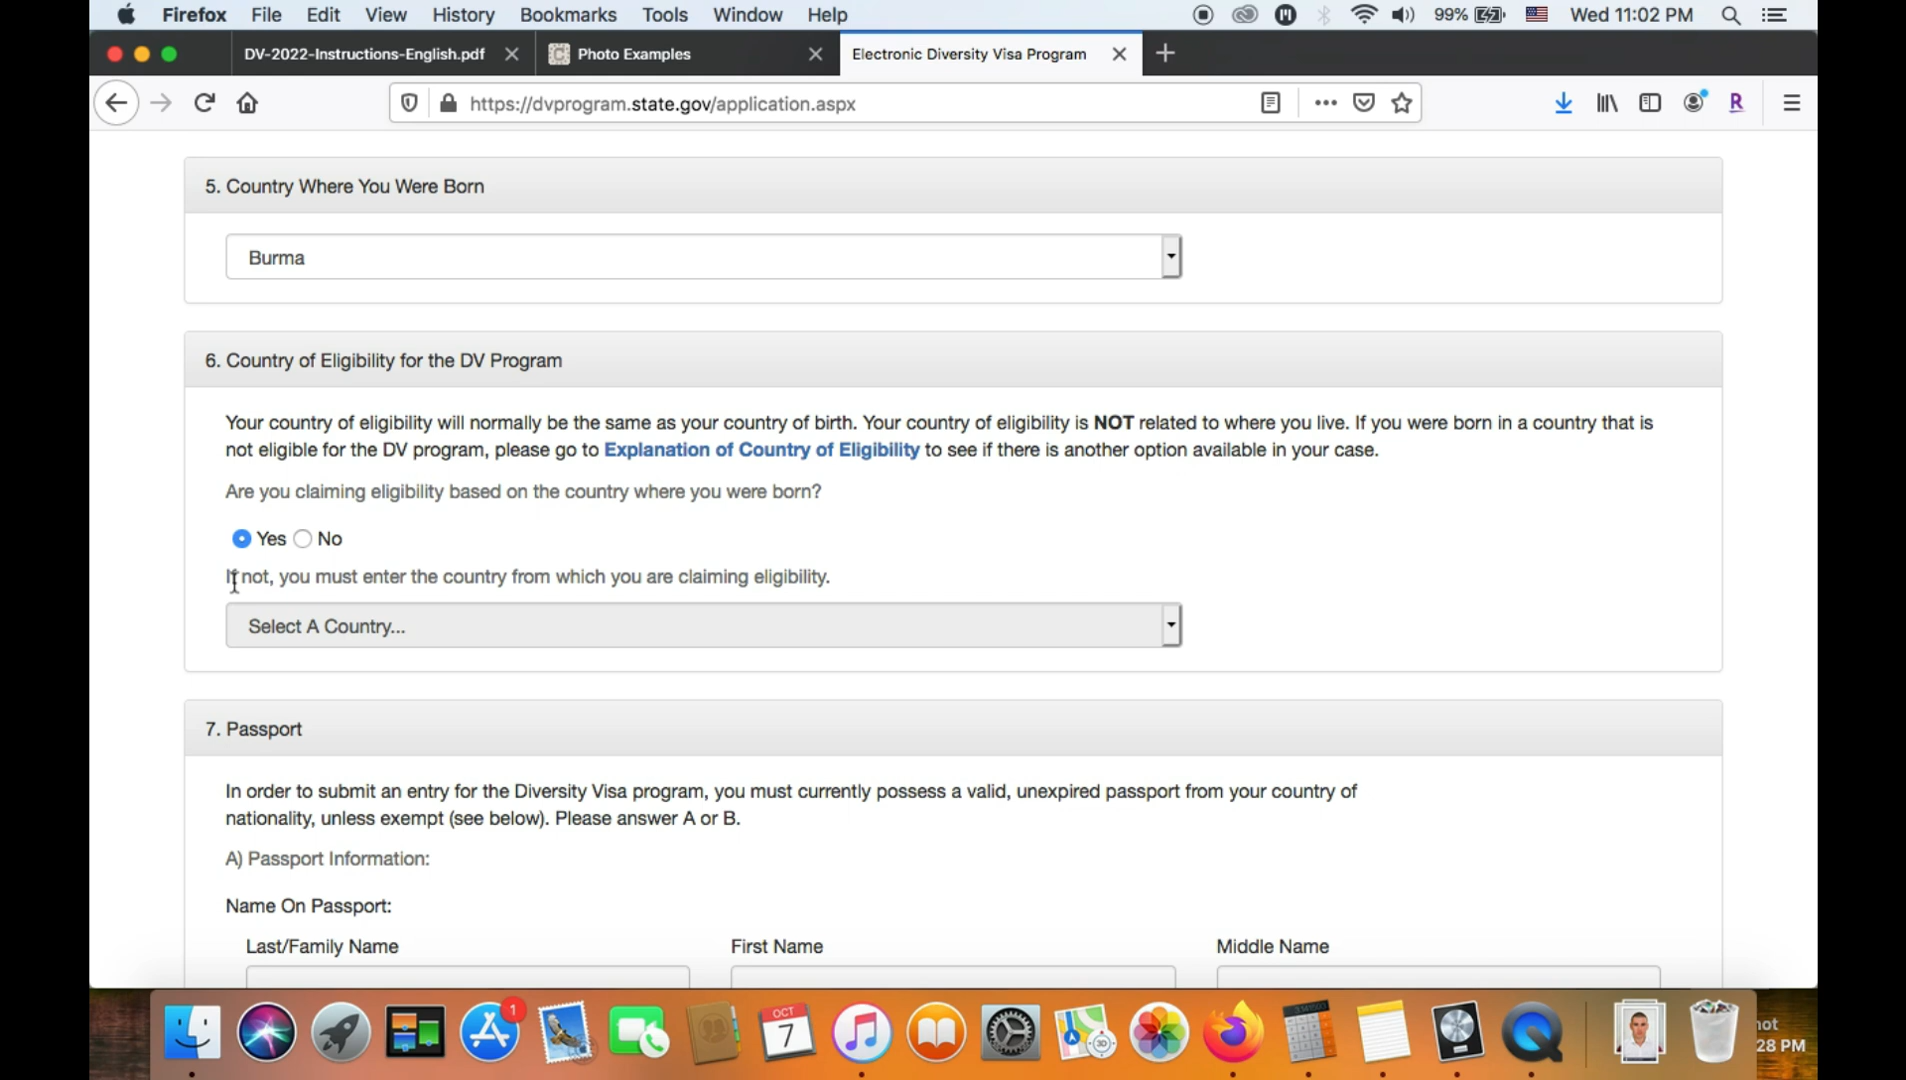 Firefox File Edit View History Bookmarks Tools Window Help 99% Wed 11:02 PM
DV-2022-Instructions-English.pdf Photo Examples Electronic Diversity Visa Program
https://dvprogram.state.gov/application.aspx R
5. Country Where You Were Born
Burma
6. Country of Eligibility for the DV Program
Your country of eligibility will normally be the same as your country of birth. Your country of eligibility is NOT related to where you live. If you were born in a country that is
not eligible for the DV program, please go to Explanation of Country of Eligibility to see if there is another option available in your case.
Are you claiming eligibility based on the country where you were born?
Yes No
If not, you must enter the country from which you are claiming eligibility.
Select A Country...
7. Passport
In order to submit an entry for the Diversity Visa program, you must currently possess a valid, unexpired passport from your country of
nationality, unless exempt (see below). Please answer A or B.
A) Passport Information:
Name On Passport:
Last/Family Name First Name Middle Name
1
OCT
7
3D
not
28 PM